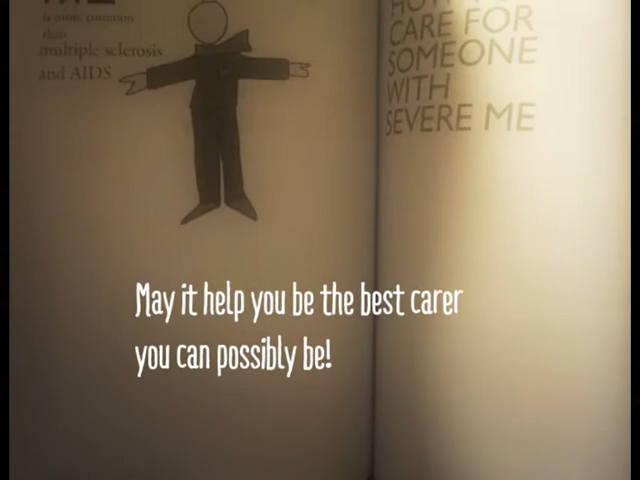 ME
is more common
than
multiple sclerosis
and AIDS
CARE FOR
SOMEONE
WITH
SEVERE ME
May it help you be the best carer
you can possibly be!